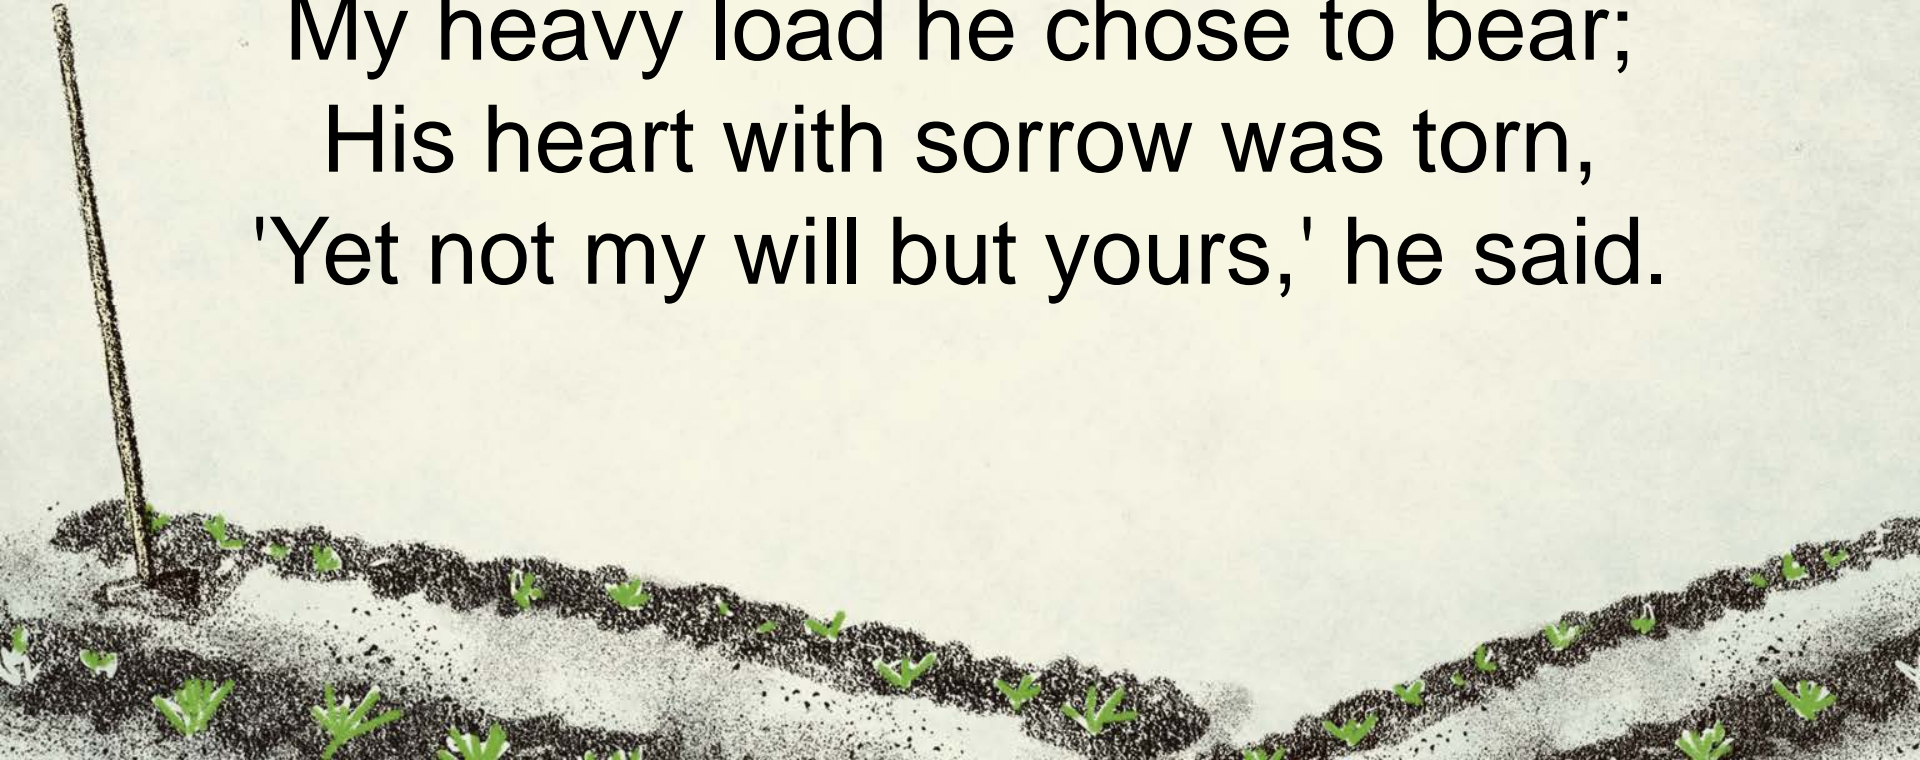 My heavy load he chose to bear;
His heart with sorrow was torn,
'Yet not my will but yours,' he said.